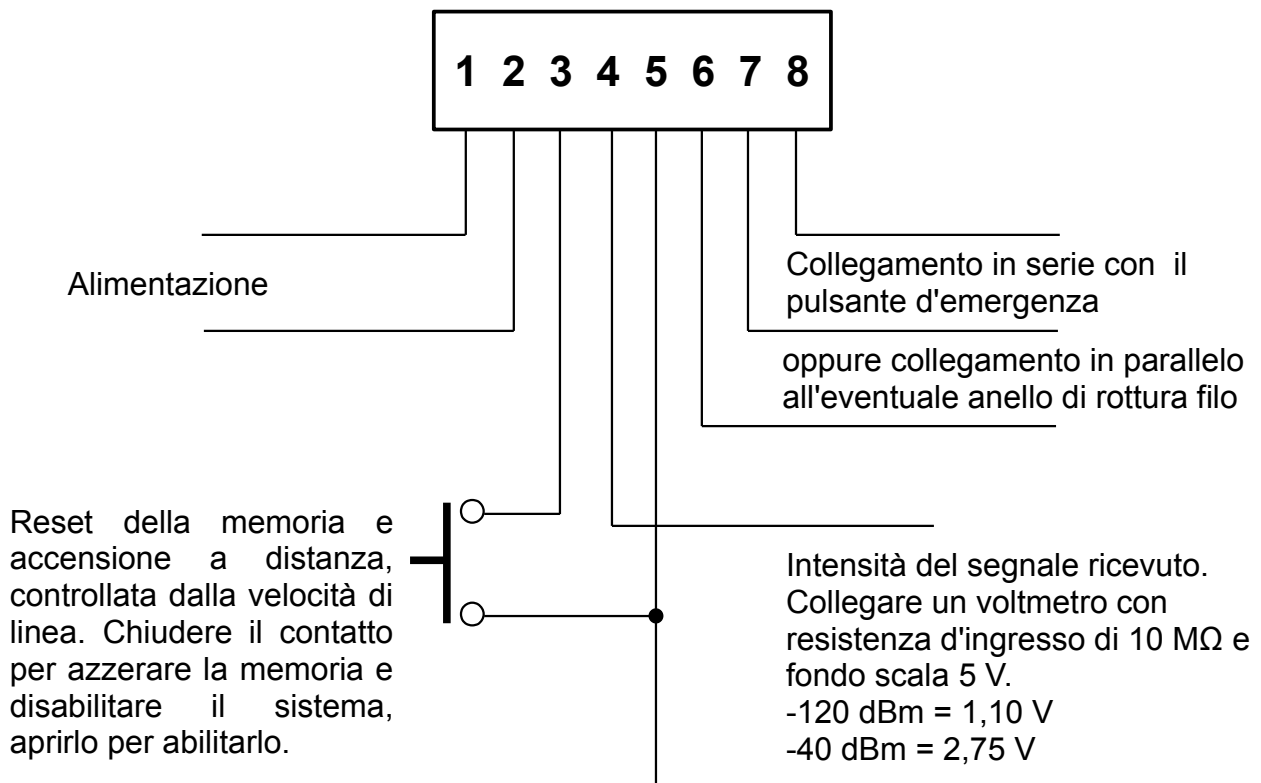 1 2 3 4 5 6 7 8
Alimentazione
Collegamento in serie con il
pulsante d'emergenza
oppure collegamento in parallelo
all'eventuale anello di rottura filo
Reset della memoria e
accensione a distanza,
controllata dalla velocità di
linea. Chiudere il contatto
per azzerare la memoria e
disabilitare il sistema,
aprirlo per abilitarlo.
Intensità del segnale ricevuto.
Collegare un voltmetro con
resistenza d'ingresso di 10 MΩ e
fondo scala 5 V.
-120 dBm = 1,10 V
-40 dBm = 2,75 V